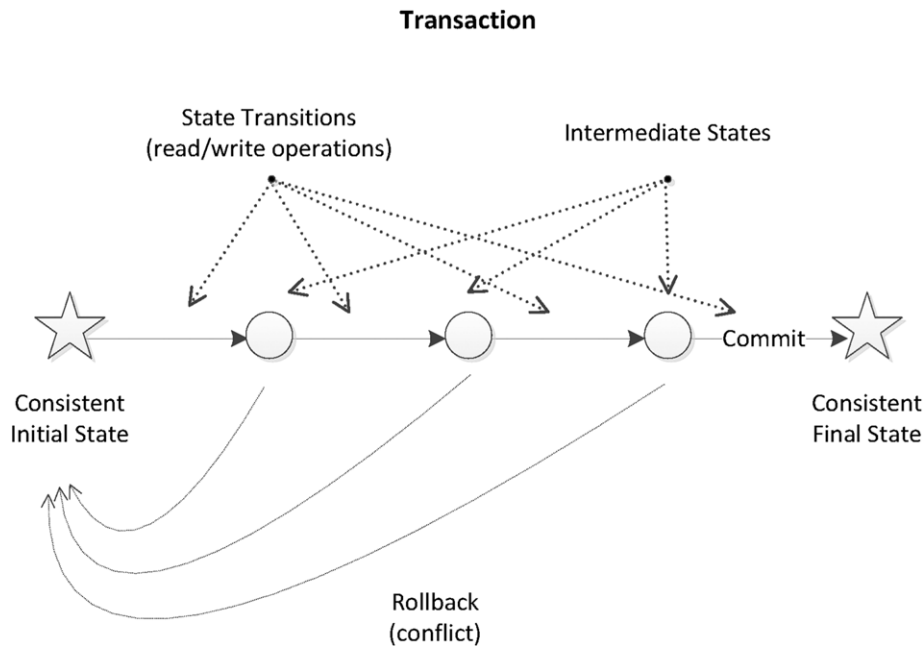 Transaction
State Transitions
(read/write operations)
Intermediate States
Commit
Consistent
Initial State
Consistent
Final State
Rollback
(conflict)